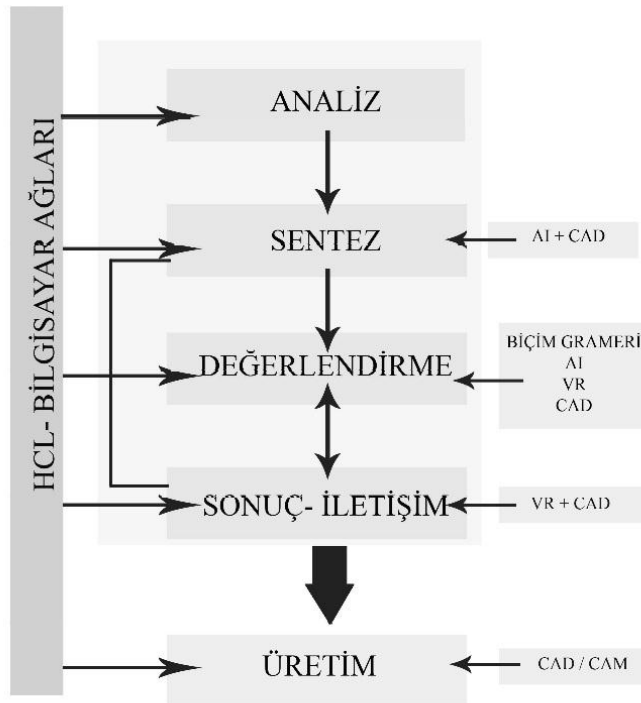 HCL- BİLGİSAYAR AĞLARI
ANALİZ
SENTEZ
AI + CAD
DEĞERLENDİRME
BİÇİM GRAMERİ
AI
VR
CAD
SONUÇ- İLETİŞİM
VR + CAD
ÜRETİM
CAD / CAM